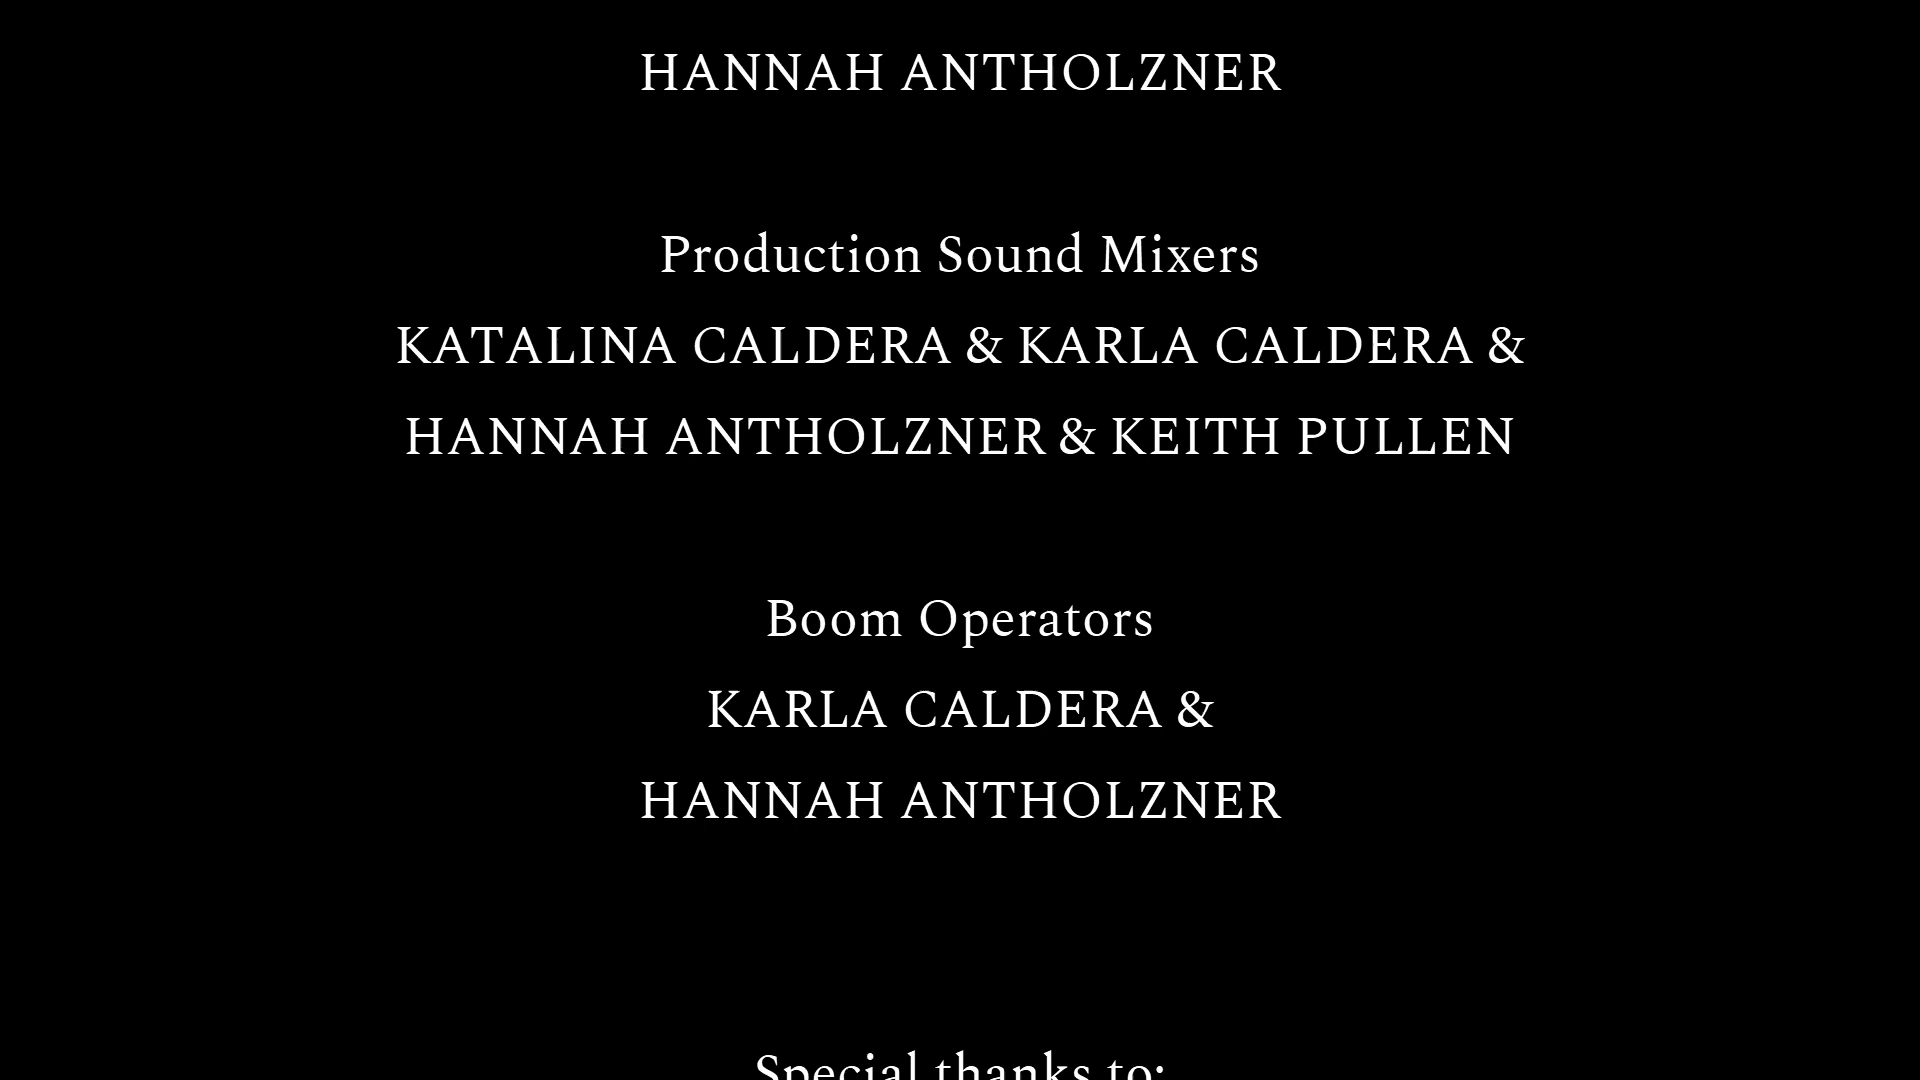 HANNAH ANTHOLZNER
Production Sound Mixers
KATALINA CALDERA & KARLA CALDERA &
HANNAH ANTHOLZNER & KEITH PULLEN
Boom Operators
KARLA CALDERA &
HANNAH ANTHOLZNER
Special thanks to: